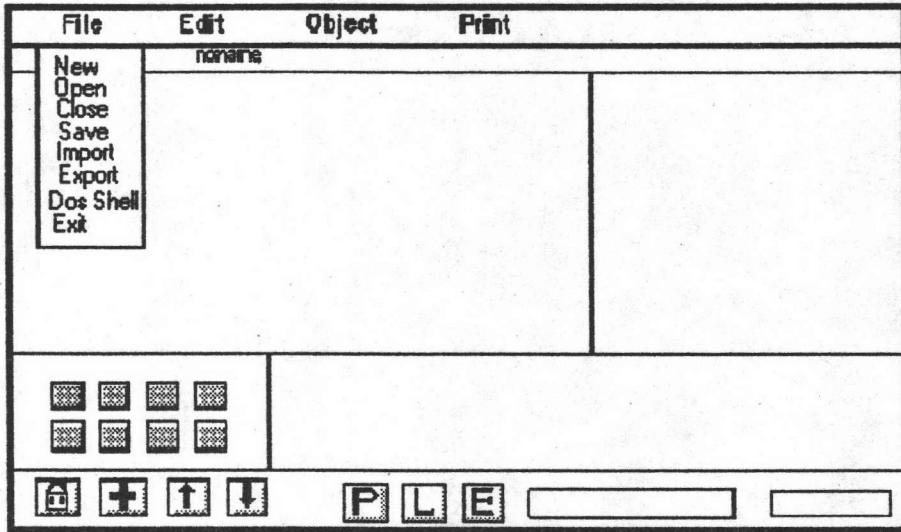 File Edit Object Print
noname
New
Open
Close
Save
Import
Export
Dos Shell
Exit
P L E